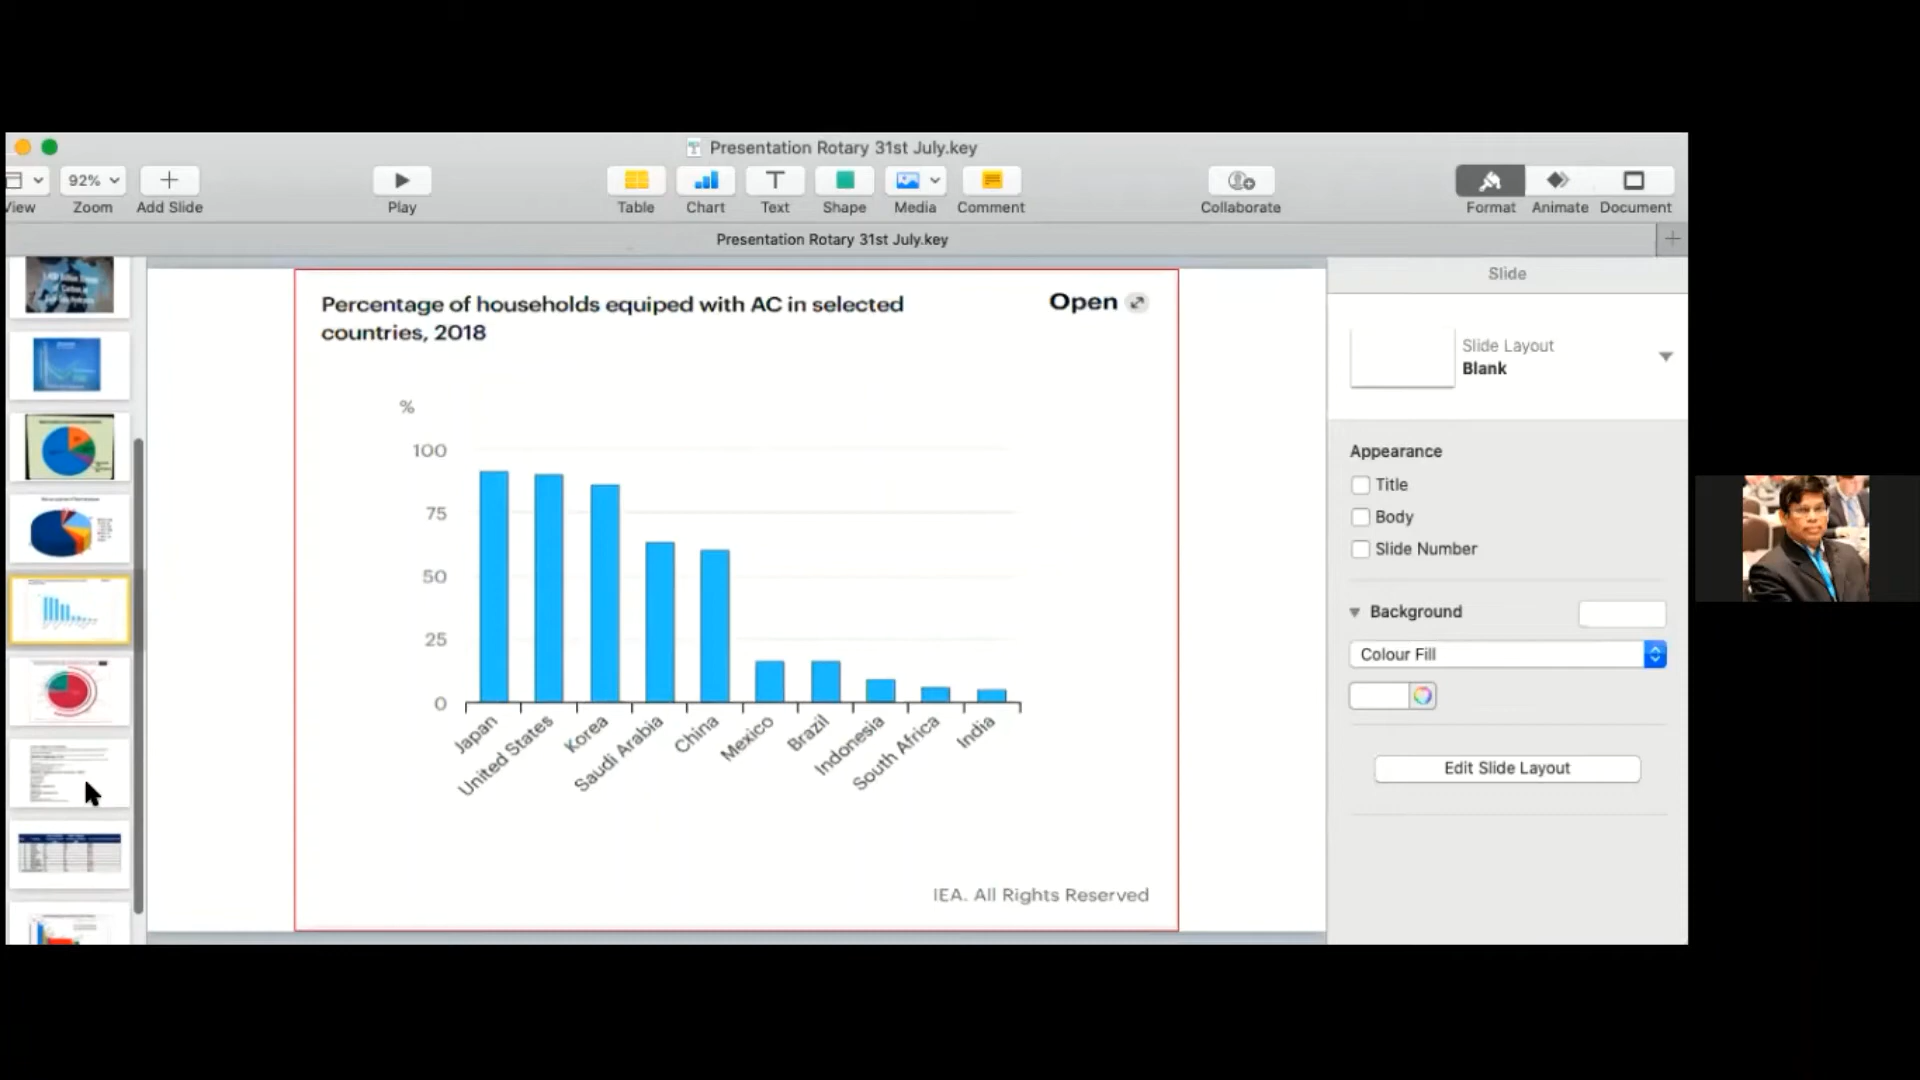 Presentation Rotary 31st July.key
92%
View
Zoom
Add Slide
Play
Table
Chart
Text
Shape
Media
Comment
Collaborate
Format
Animate
Document
Presentation Rotary 31st July.key
Slide
Percentage of households equiped with AC in selected
countries, 2018
Open
%
100
75
50
25
0
Japan
United States
Korea
Saudi Arabia
China
Mexico
Brazil
Indonesia
South Africa
India
IEA. All Rights Reserved
Slide Layout
Blank
Appearance
Title
Body
Slide Number
Background
Colour Fill
Edit Slide Layout